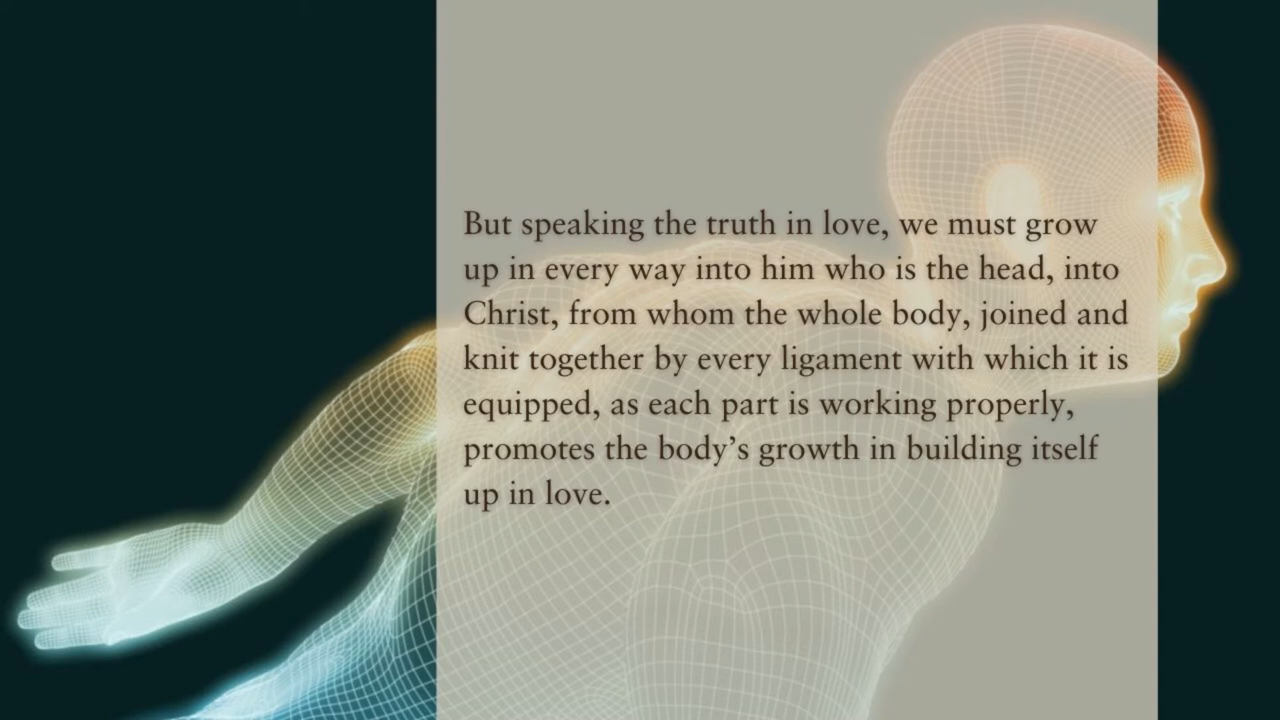 But speaking the truth in love, we must grow
up in every way into him who is the head, into
Christ, from whom the whole body, joined and
knit together by every ligament with which it is
equipped, as each part is working properly,
promotes the body’s growth in building itself
up in love.